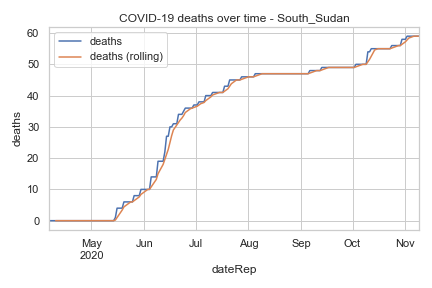 COVID-19 deaths over time - South_Sudan
deaths
deaths (rolling)
deaths
60
50
40
30
20
10
0
May Jun Jul Aug Sep Oct Nov
2020
dateRep